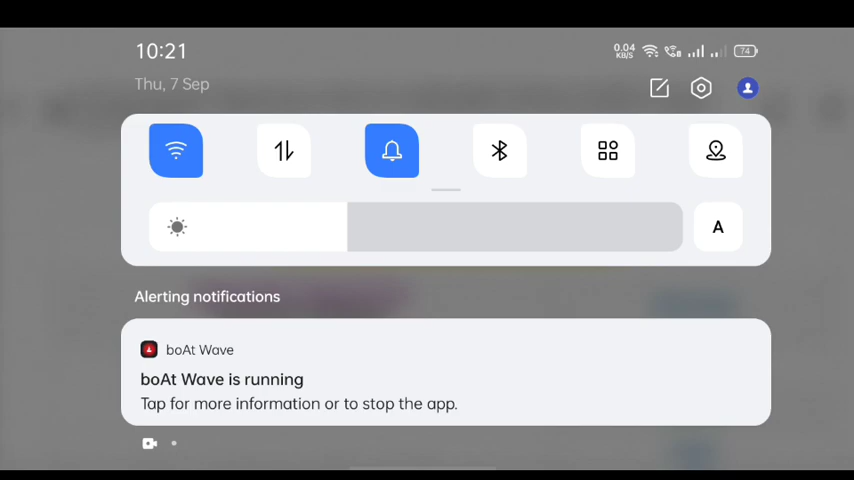 10:21
0.04
KB/S
74
Thu, 7 Sep
A
Alerting notifications
boAt Wave
boAt Wave is running
Tap for more information or to stop the app.